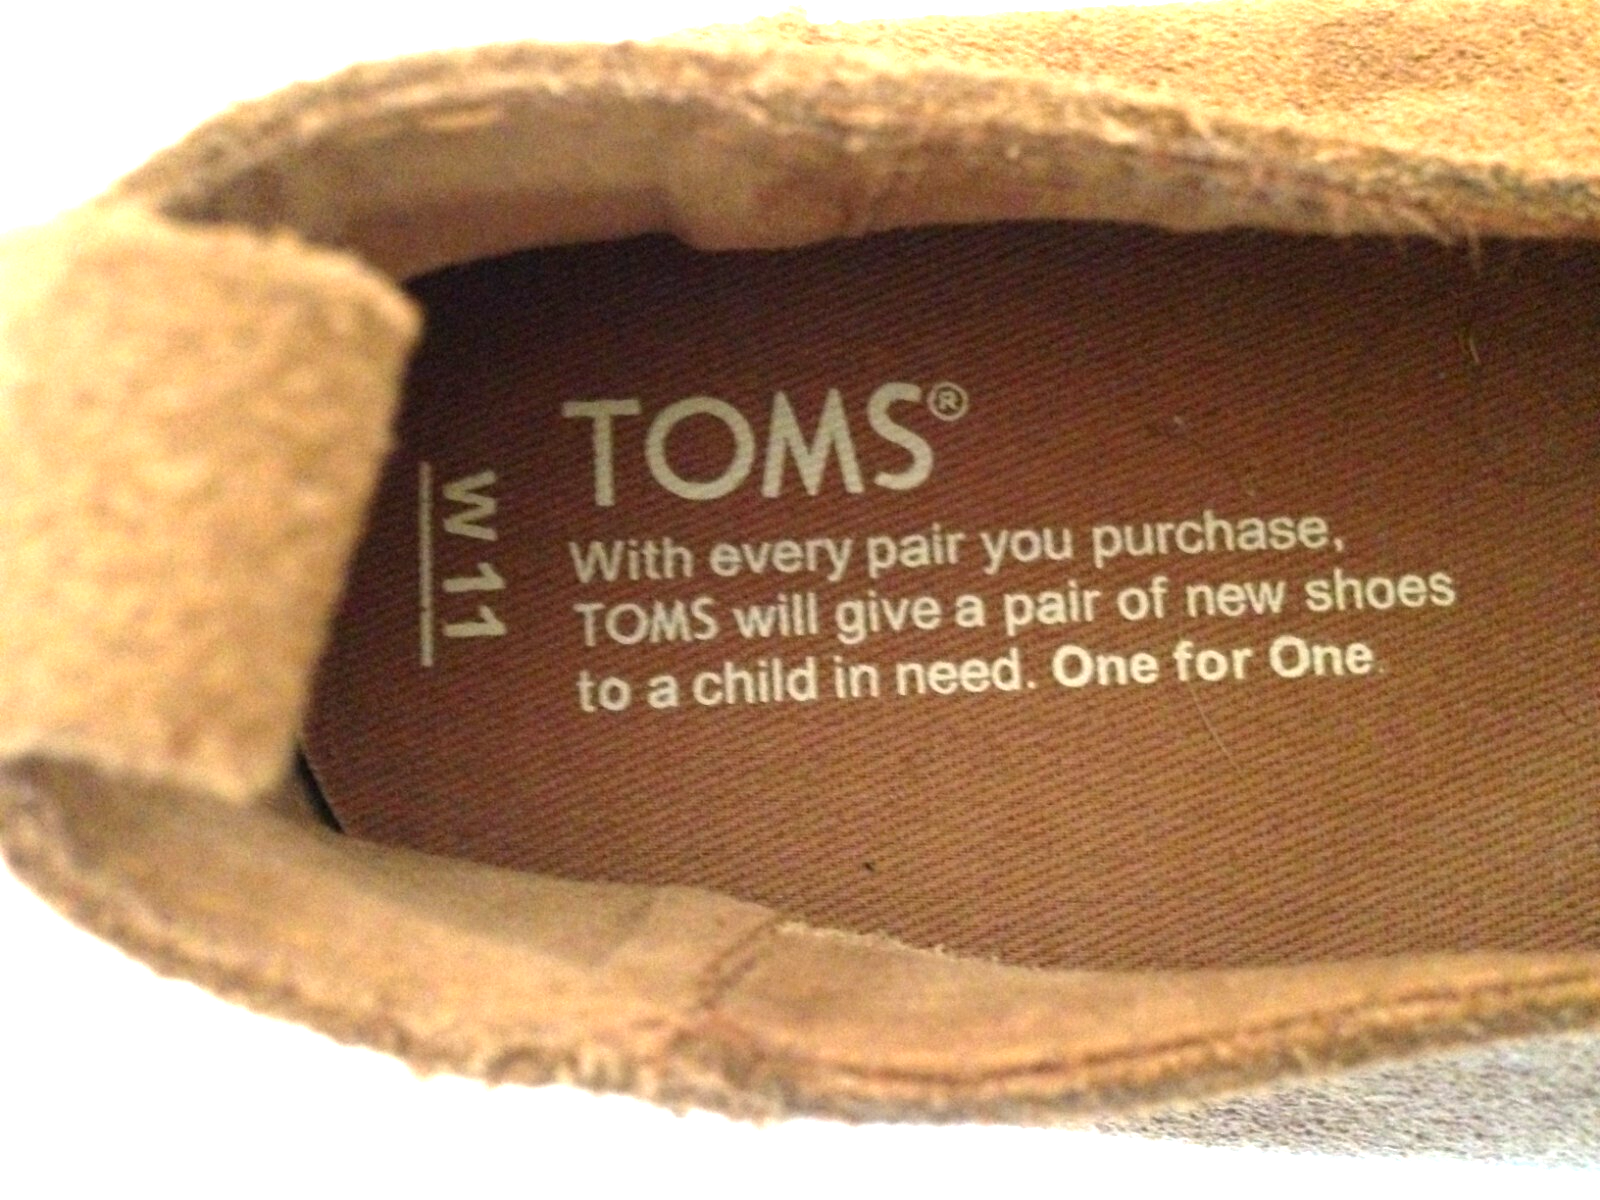 TOMS®
W 11
With every pair you purchase,
TOMS will give a pair of new shoes
to a child in need. One for One.